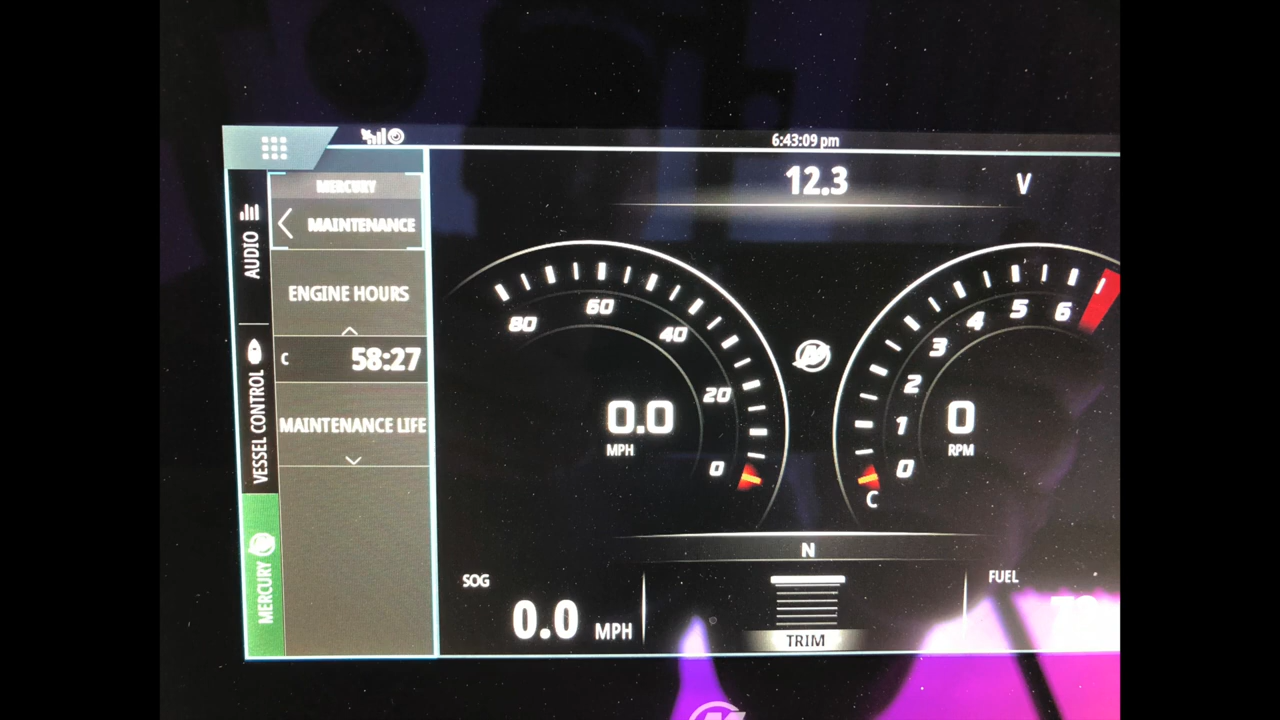 6:43:09 pm
12.3 V
MERCURY
MAINTENANCE
ENGINE HOURS
C 58:27
MAINTENANCE LIFE
AUDIO
VESSEL CONTROL
MERCURY
80 60 40 20 0
0.0
MPH
0 1 2 3 4 5 6
0
RPM
C
N
SOG
0.0 MPH
TRIM
FUEL